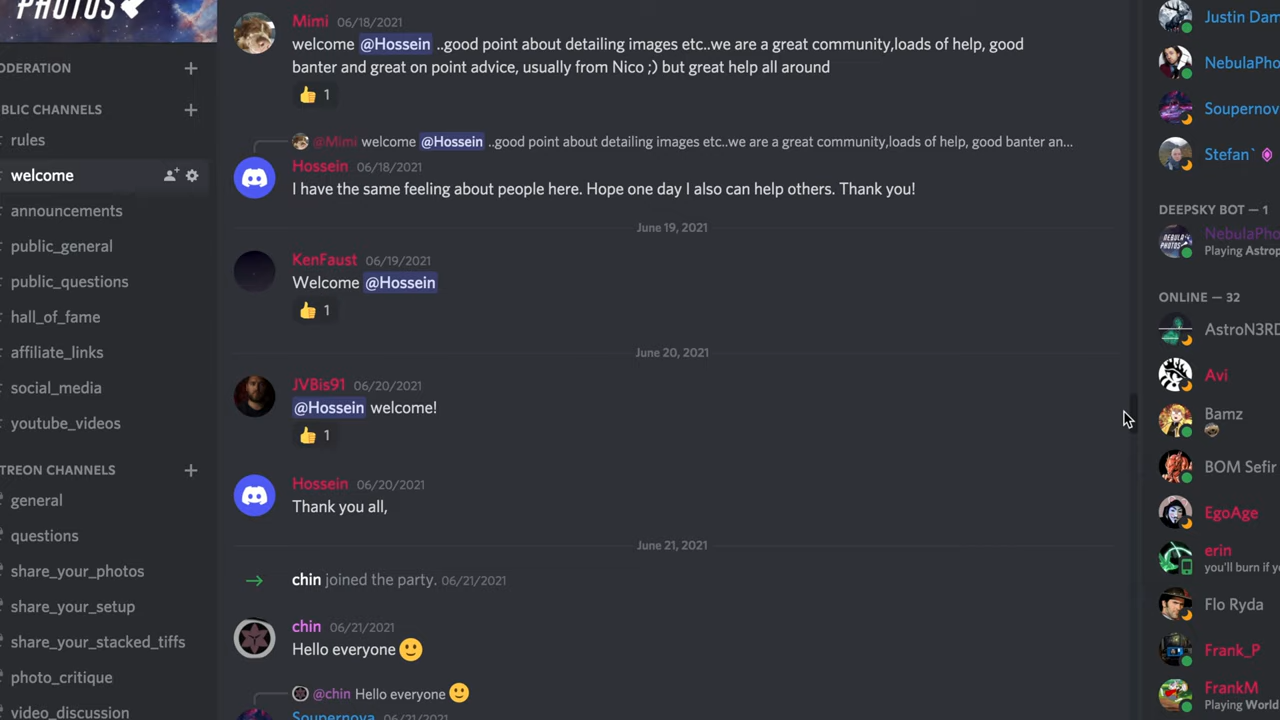 PHOTOS
ODERATION
BLIC CHANNELS
rules
welcome
announcements
public_general
public_questions
hall_of_fame
affiliate_links
social_media
youtube_videos
TREON CHANNELS
general
questions
share_your_photos
share_your_setup
share_your_stacked_tiffs
photo_critique
video_discussion
Mimi 06/18/2021
welcome @Hossein ..good point about detailing images etc..we are a great community,loads of help, good
banter and great on point advice, usually from Nico ;) but great help all around
👍 1
@Mimi welcome @Hossein ..good point about detailing images etc..we are a great community,loads of help, good banter an...
Hossein 06/18/2021
I have the same feeling about people here. Hope one day I also can help others. Thank you!
June 19, 2021
KenFaust 06/19/2021
Welcome @Hossein
👍 1
June 20, 2021
JVBis91 06/20/2021
@Hossein welcome!
👍 1
Hossein 06/20/2021
Thank you all,
June 21, 2021
chin joined the party. 06/21/2021
chin 06/21/2021
Hello everyone 🙂
@chin Hello everyone 🙂
Soupernova 06/21/2021
Justin Dam
NebulaPho
Soupernov
Stefan`
DEEPSKY BOT — 1
NebulaPho
Playing Astrop
ONLINE — 32
AstroN3RD
Avi
Bamz
BOM Sefir
EgoAge
erin
you'll burn if yo
Flo Ryda
Frank_P
FrankM
Playing World